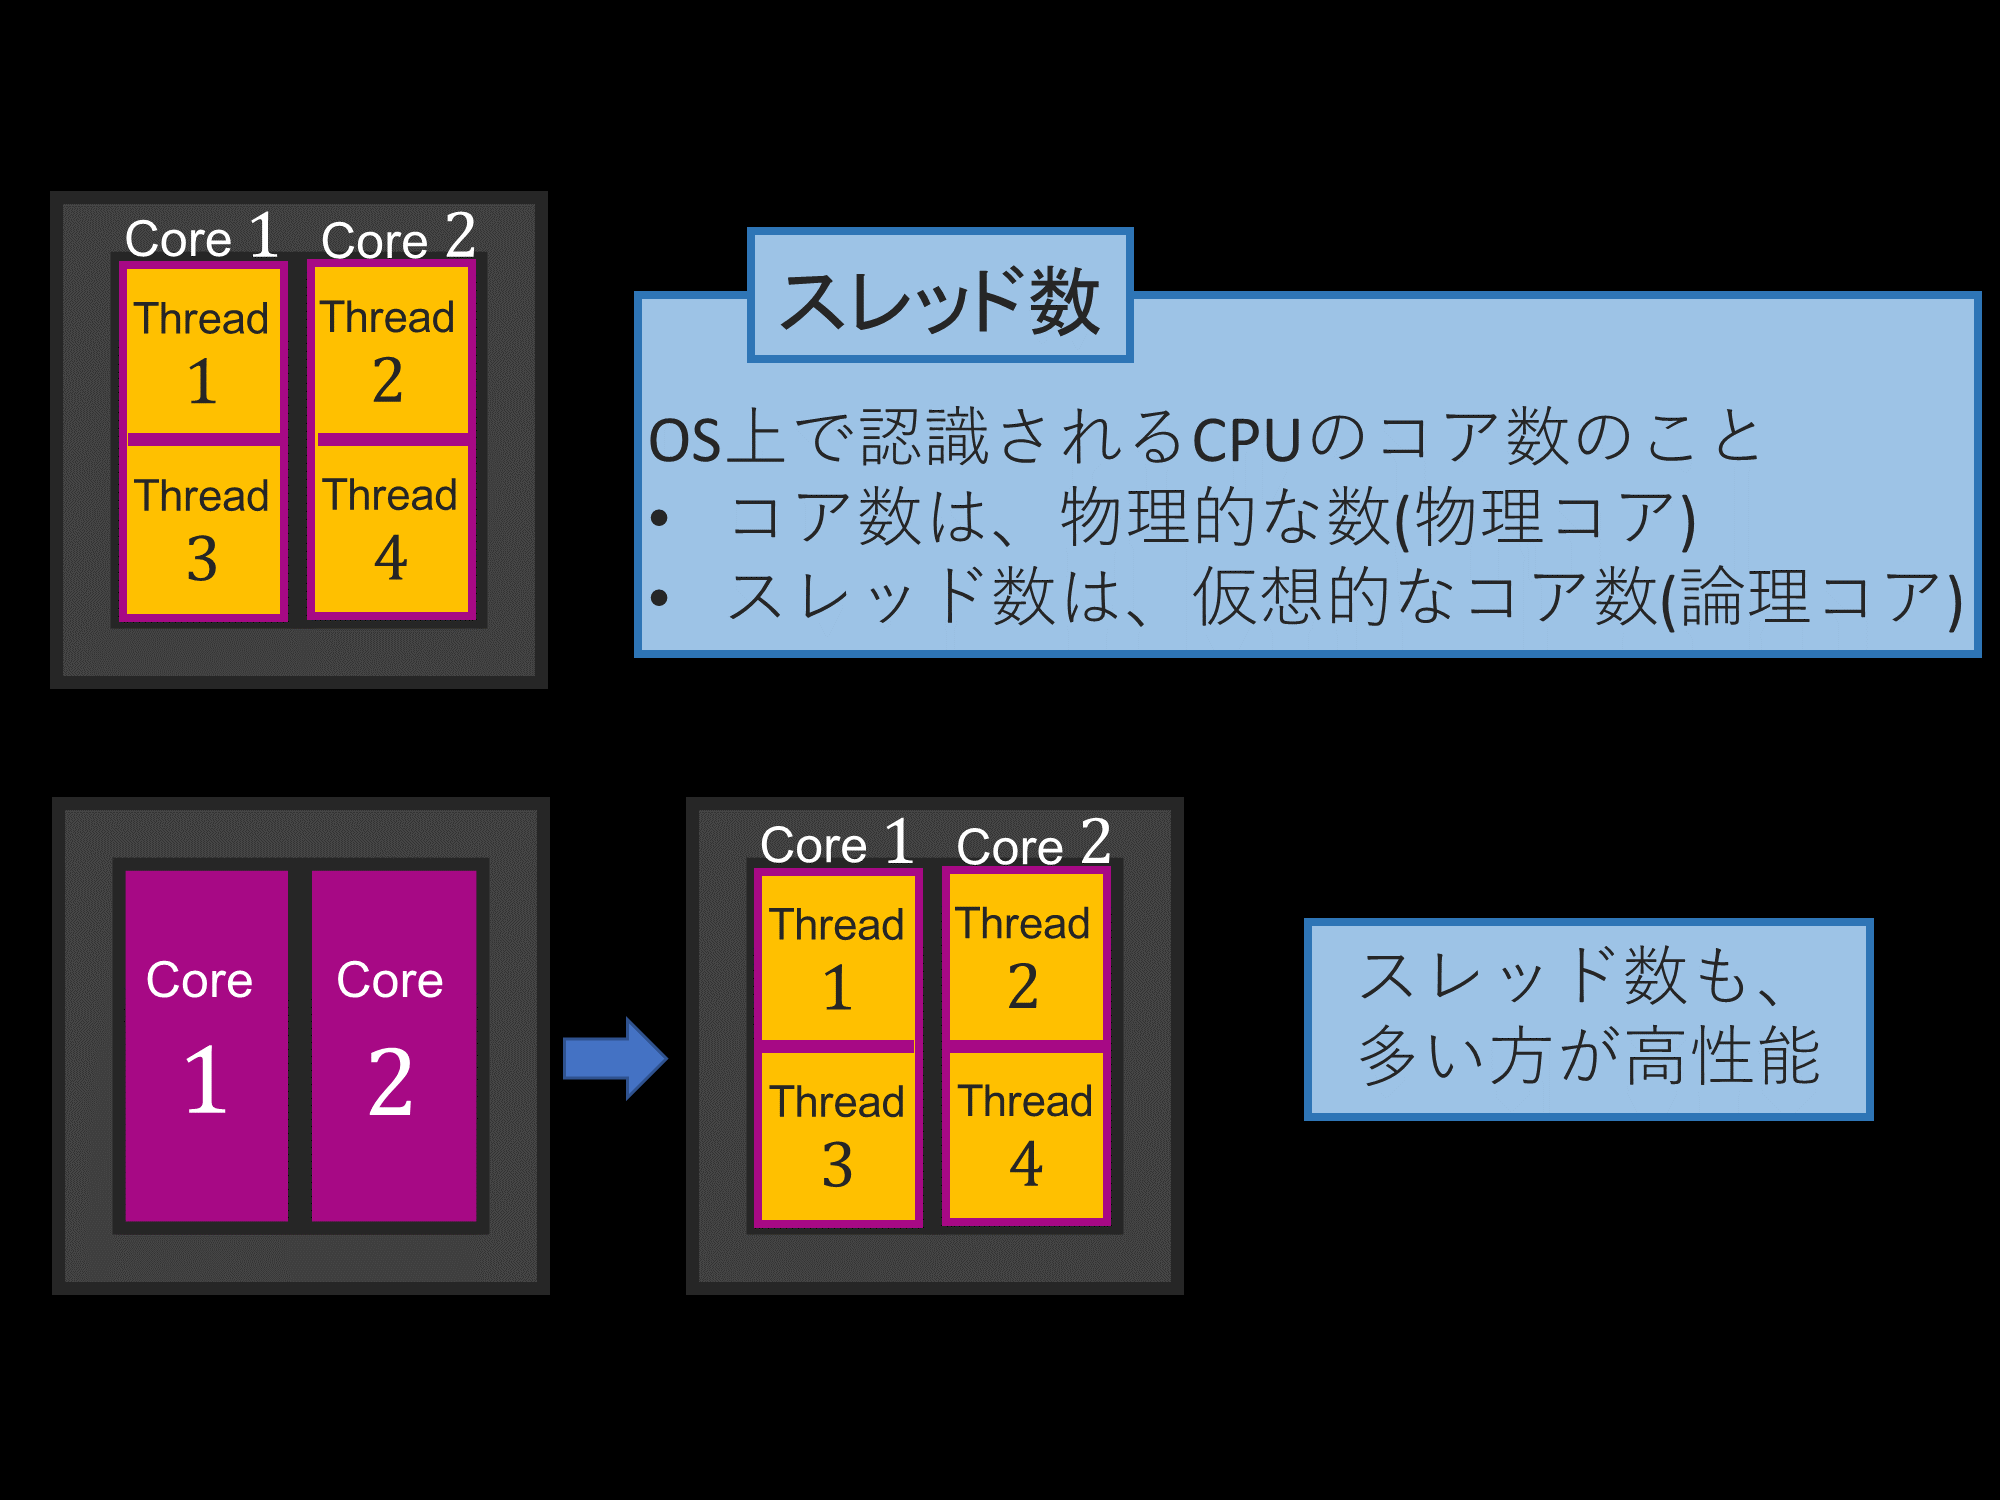 Core 1 Core 2
Thread Thread
1 2
Thread Thread
3 4
スレッド数
OS上で認識されるCPUのコア数のこと
• コア数は、物理的な数(物理コア)
• スレッド数は、仮想的なコア数(論理コア)
Core Core
1 2
Core 1 Core 2
Thread Thread
1 2
Thread Thread
3 4
スレッド数も、
多い方が高性能